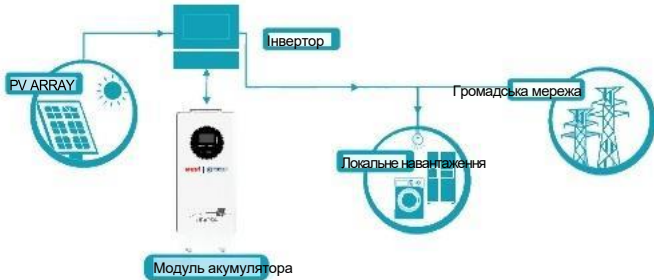 Інвертор
PV ARRAY
Громадська мережа
Локальне навантаження
Модуль акумулятора